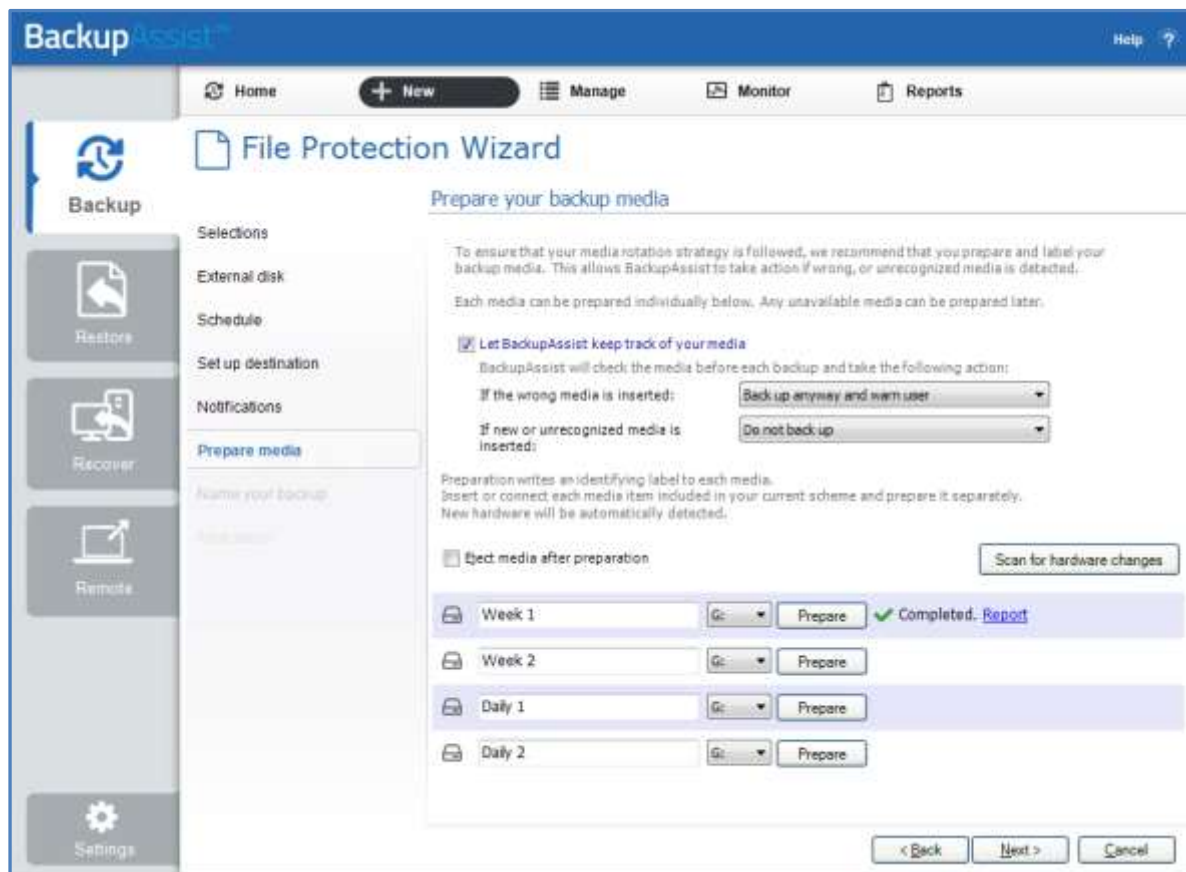 BackupAssist™
Help ?
Home
New
Manage
Monitor
Reports
Backup
Restore
Recover
Remote
Settings
File Protection Wizard
Selections
External disk
Schedule
Set up destination
Notifications
Prepare media
Name your backup
Prepare your backup media
To ensure that your media rotation strategy is followed, we recommend that you prepare and label your
backup media. This allows BackupAssist to take action if wrong, or unrecognized media is detected.
Each media can be prepared individually below. Any unavailable media can be prepared later.
Let BackupAssist keep track of your media
BackupAssist will check the media before each backup and take the following action:
If the wrong media is inserted: Back up anyway and warn user
If new or unrecognized media is
inserted: Do not back up
Preparation writes an identifying label to each media.
Insert or connect each media item included in your current scheme and prepare it separately.
New hardware will be automatically detected.
Eject media after preparation
Scan for hardware changes
Week 1 G: Prepare Completed. Report
Week 2 G: Prepare
Daily 1 G: Prepare
Daily 2 G: Prepare
< Back Next > Cancel